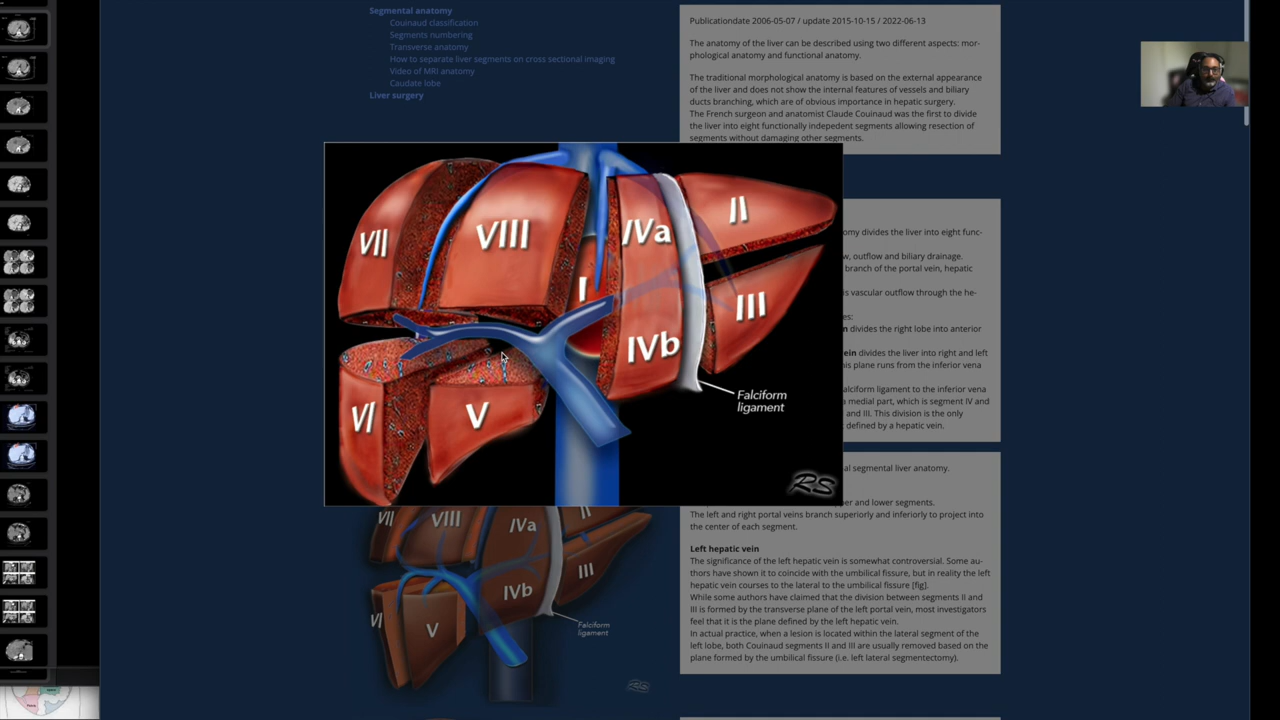 Segmental anatomy
Couinaud classification
Segments numbering
Transverse anatomy
How to separate liver segments on cross sectional imaging
Video of MRI anatomy
Caudate lobe
Liver surgery
Publicationdate 2006-05-07 / update 2015-10-15 / 2022-06-13
The anatomy of the liver can be described using two different aspects: mor-
phological anatomy and functional anatomy.
The traditional morphological anatomy is based on the external appearance
of the liver and does not show the internal features of vessels and biliary
ducts branching, which are of obvious importance in hepatic surgery.
The French surgeon and anatomist Claude Couinaud was the first to divide
the liver into eight functionally indepedent segments allowing resection of
segments without damaging other segments.
VII
VIII
I
IVa
II
III
IVb
VI
V
Falciform
ligament
RS
omy divides the liver into eight func-
w, outflow and biliary drainage.
branch of the portal vein, hepatic
is vascular outflow through the he-
es:
n divides the right lobe into anterior
ein divides the liver into right and left
his plane runs from the inferior vena
alciform ligament to the inferior vena
a medial part, which is segment IV and
and III. This division is the only
defined by a hepatic vein.
al segmental liver anatomy.
per and lower segments.
The left and right portal veins branch superiorly and inferiorly to project into
the center of each segment.
Left hepatic vein
The significance of the left hepatic vein is somewhat controversial. Some au-
thors have shown it to coincide with the umbilical fissure, but in reality the left
hepatic vein courses to the lateral to the umbilical fissure [fig].
While some authors have claimed that the division between segments II and
III is formed by the transverse plane of the left portal vein, most investigators
feel that it is the plane defined by the left hepatic vein.
In actual practice, when a lesion is located within the lateral segment of the
left lobe, both Couinaud segments II and III are usually removed based on the
plane formed by the umbilical fissure (i.e. left lateral segmentectomy).
VII
VIII
IVa
II
III
IVb
VI
V
Falciform
ligament
RS